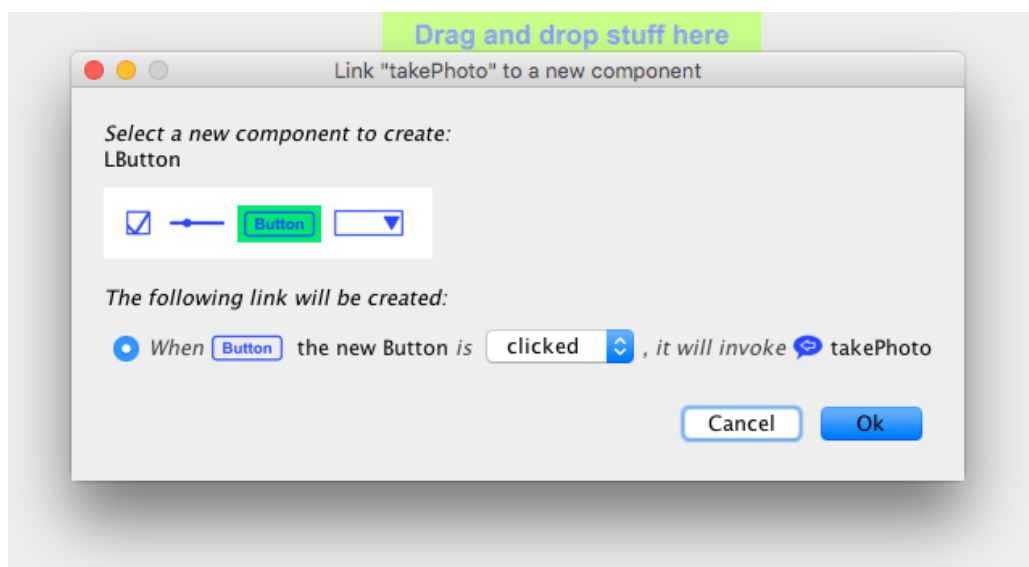 Drag and drop stuff here
Link "takePhoto" to a new component
Select a new component to create:
LButton
Button
The following link will be created:
When Button the new Button is clicked , it will invoke takePhoto
Cancel Ok